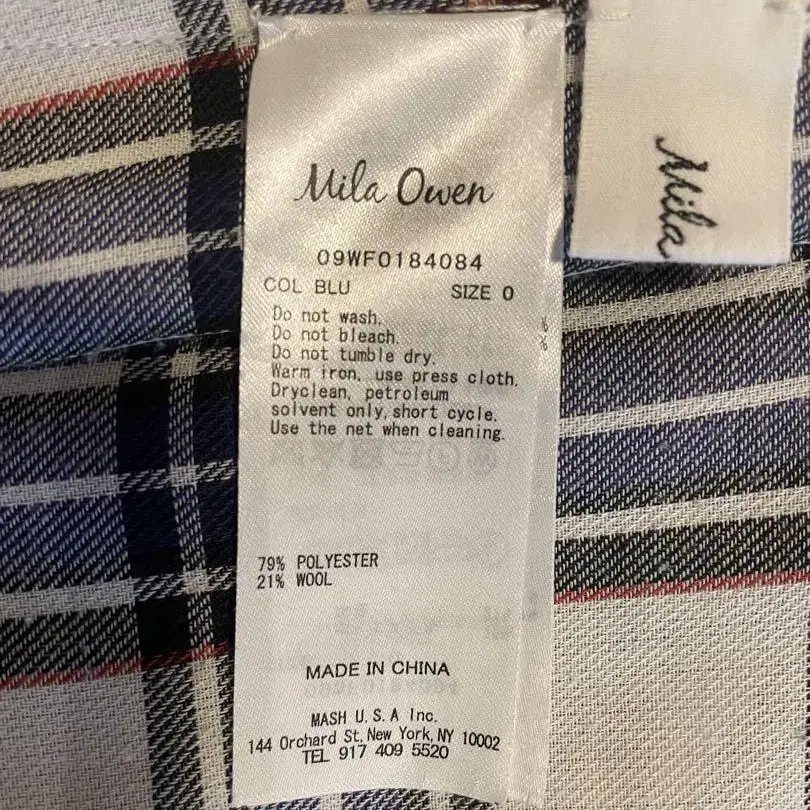 Mila Owen
09WF0184084
COL BLU SIZE 0
Do not wash.
Do not bleach.
Do not tumble dry.
Warm iron, use press cloth.
Dryclean, petroleum
solvent only, short cycle.
Use the net when cleaning.
79% POLYESTER
21% WOOL
MADE IN CHINA
MASH U.S.A Inc.
144 Orchard St, New York, NY 10002
TEL 917 409 5520
Mila